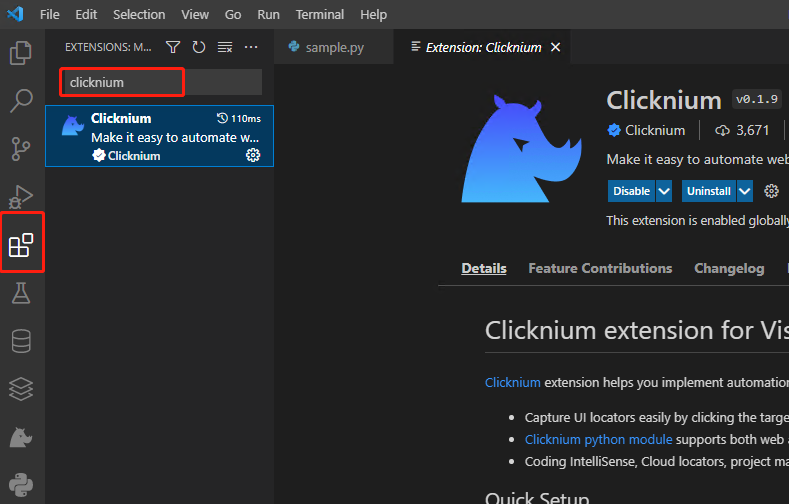 File Edit Selection View Go Run Terminal Help
EXTENSIONS: M...
sample.py
Extension: Clicknium
clicknium
Clicknium 110ms
Make it easy to automate w...
Clicknium
Clicknium v0.1.9
Clicknium 3,671
Make it easy to automate web
Disable Uninstall
This extension is enabled globally
Details Feature Contributions Changelog
Clicknium extension for Vis
Clicknium extension helps you implement automation
Capture UI locators easily by clicking the targe
Clicknium python module supports both web a
Coding IntelliSense, Cloud locators, project ma
Quick Setup